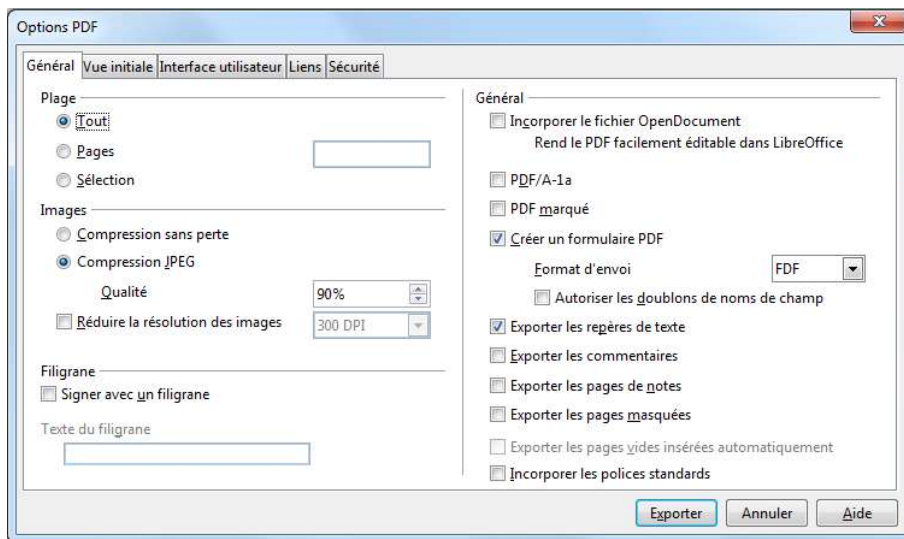 Options PDF
Général
Vue initiale
Interface utilisateur
Liens
Sécurité
Plage
Tout
Pages
Sélection
Images
Compression sans perte
Compression JPEG
Qualité
90%
Réduire la résolution des images
300 DPI
Filigrane
Signer avec un filigrane
Texte du filigrane
Général
Incorporer le fichier OpenDocument
Rend le PDF facilement éditable dans LibreOffice
PDF/A-1a
PDF marqué
Créer un formulaire PDF
Format d'envoi
FDF
Autoriser les doublons de noms de champ
Exporter les repères de texte
Exporter les commentaires
Exporter les pages de notes
Exporter les pages masquées
Exporter les pages vides insérées automatiquement
Incorporer les polices standards
Exporter
Annuler
Aide